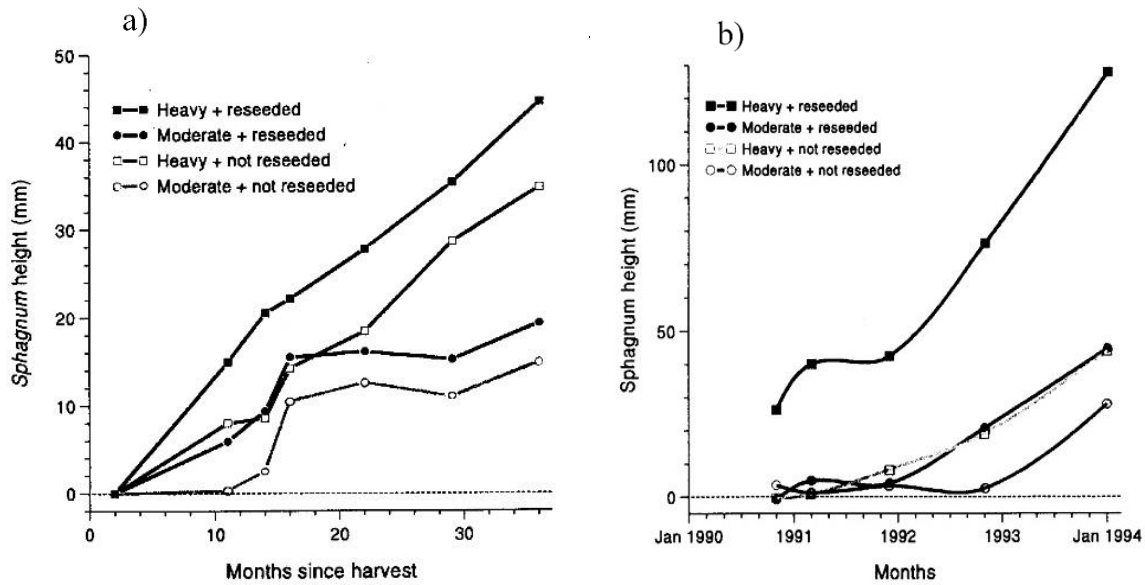 a)
50
40
30
20
10
0
Sphagnum height (mm)
Heavy + reseeded
Moderate + reseeded
Heavy + not reseeded
Moderate + not reseeded
0
10
20
30
Months since harvest
b)
100
50
0
Sphagnum height (mm)
Heavy + reseeded
Moderate + reseeded
Heavy + not reseeded
Moderate + not reseeded
Jan 1990
1991
1992
1993
Jan 1994
Months